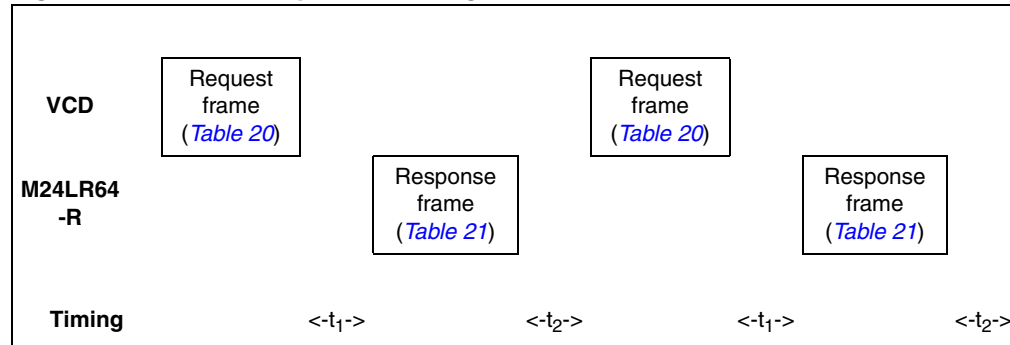 VCD
Request
frame
(Table 20)
Request
frame
(Table 20)
M24LR64
-R
Response
frame
(Table 21)
Response
frame
(Table 21)
Timing <-t1-> <-t2-> <-t1-> <-t2->